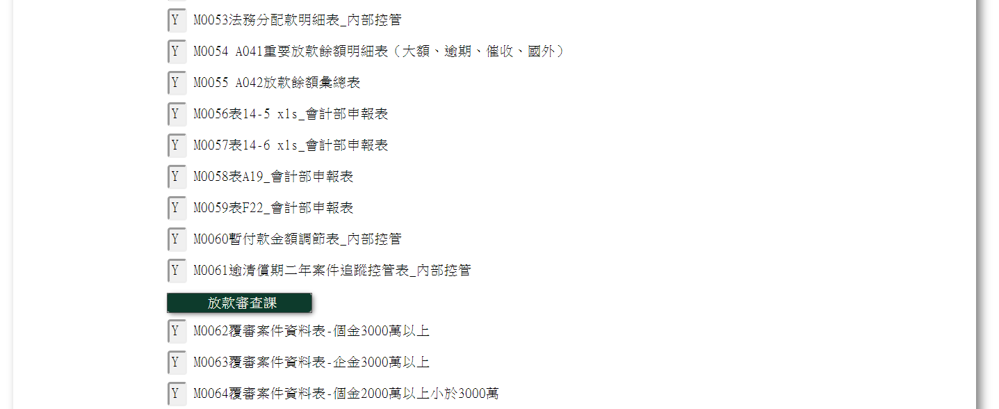 Y M0053法務分配款明細表_內部控管
Y M0054 A041重要放款餘額明細表（大額、逾期、催收、國外）
Y M0055 A042放款餘額彙總表
Y M0056表14-5 xls_會計部申報表
Y M0057表14-6 xls_會計部申報表
Y M0058表A19_會計部申報表
Y M0059表F22_會計部申報表
Y M0060暫付款金額調節表_內部控管
Y M0061逾清償期二年案件追蹤控管表_內部控管
放款審查課
Y M0062覆審案件資料表-個金3000萬以上
Y M0063覆審案件資料表-企金3000萬以上
Y M0064覆審案件資料表-個金2000萬以上小於3000萬